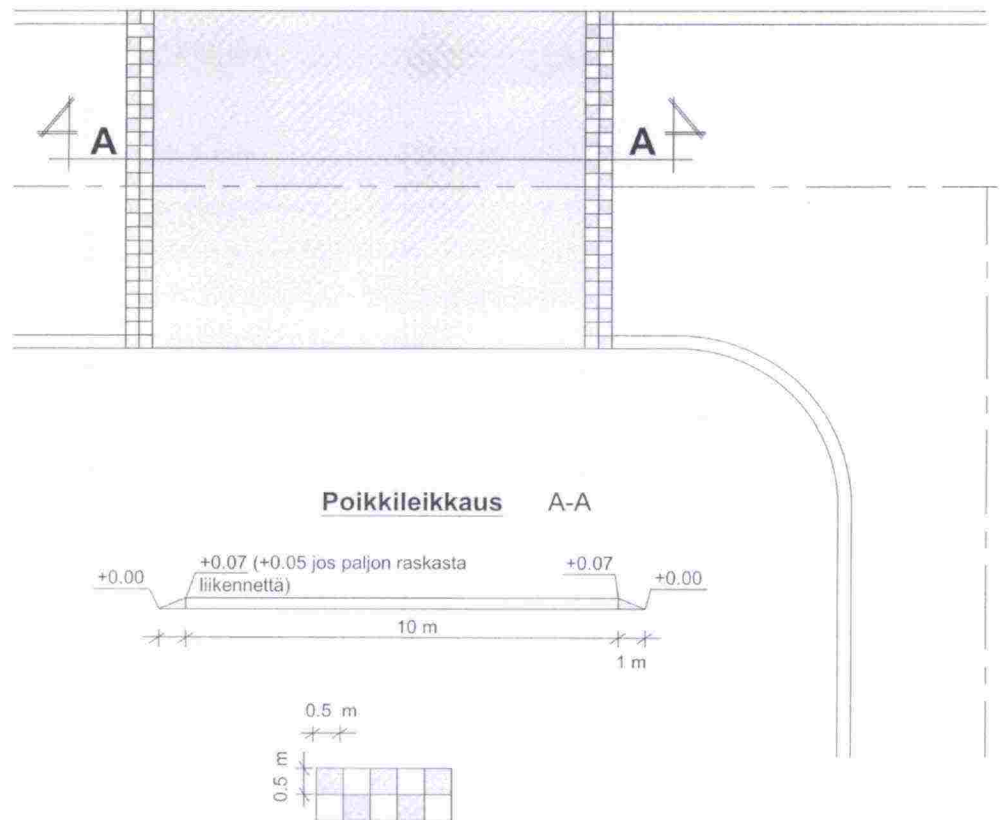 A A
Poikkileikkaus A-A
+0.00
+0.07 (+0.05 jos paljon raskasta
liikennettä)
+0.07
+0.00
10 m
1 m
0.5 m
0.5 m